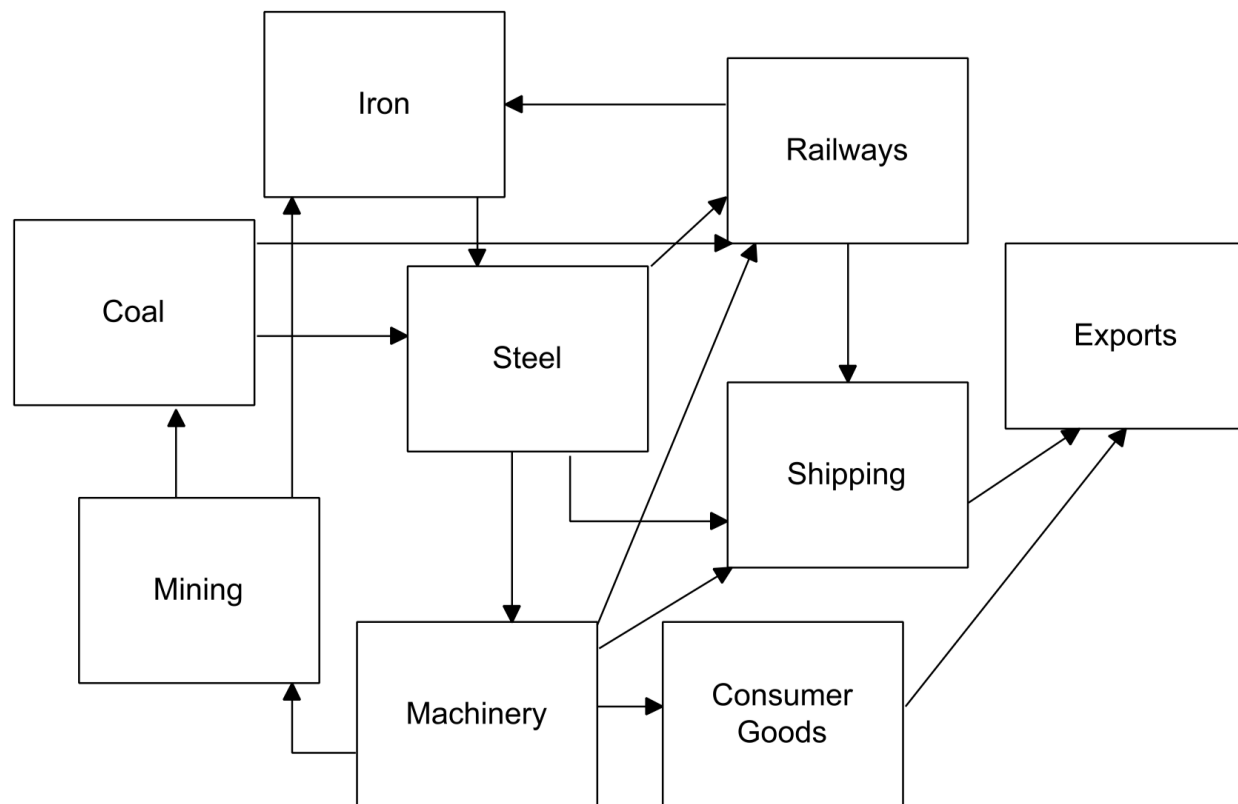 Iron
Railways
Coal
Exports
Steel
Shipping
Mining
Machinery
Consumer
Goods